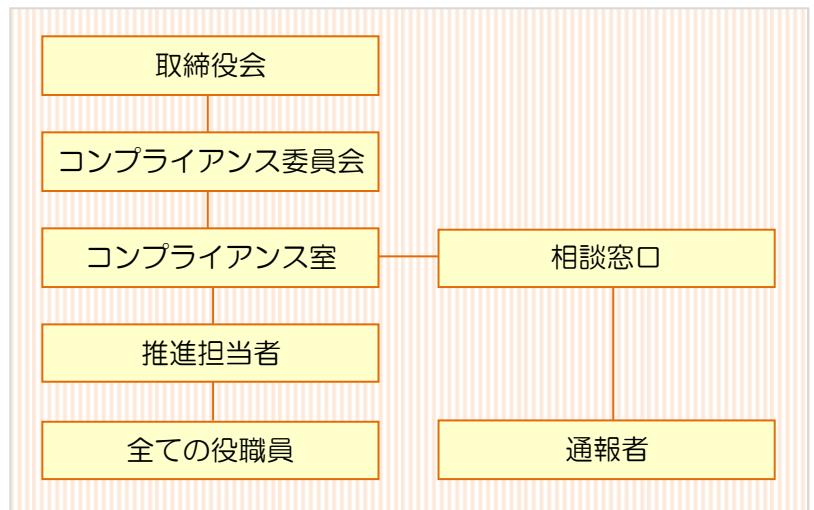 取締役会
コンプライアンス委員会
コンプライアンス室
相談窓口
推進担当者
全ての役職員
通報者